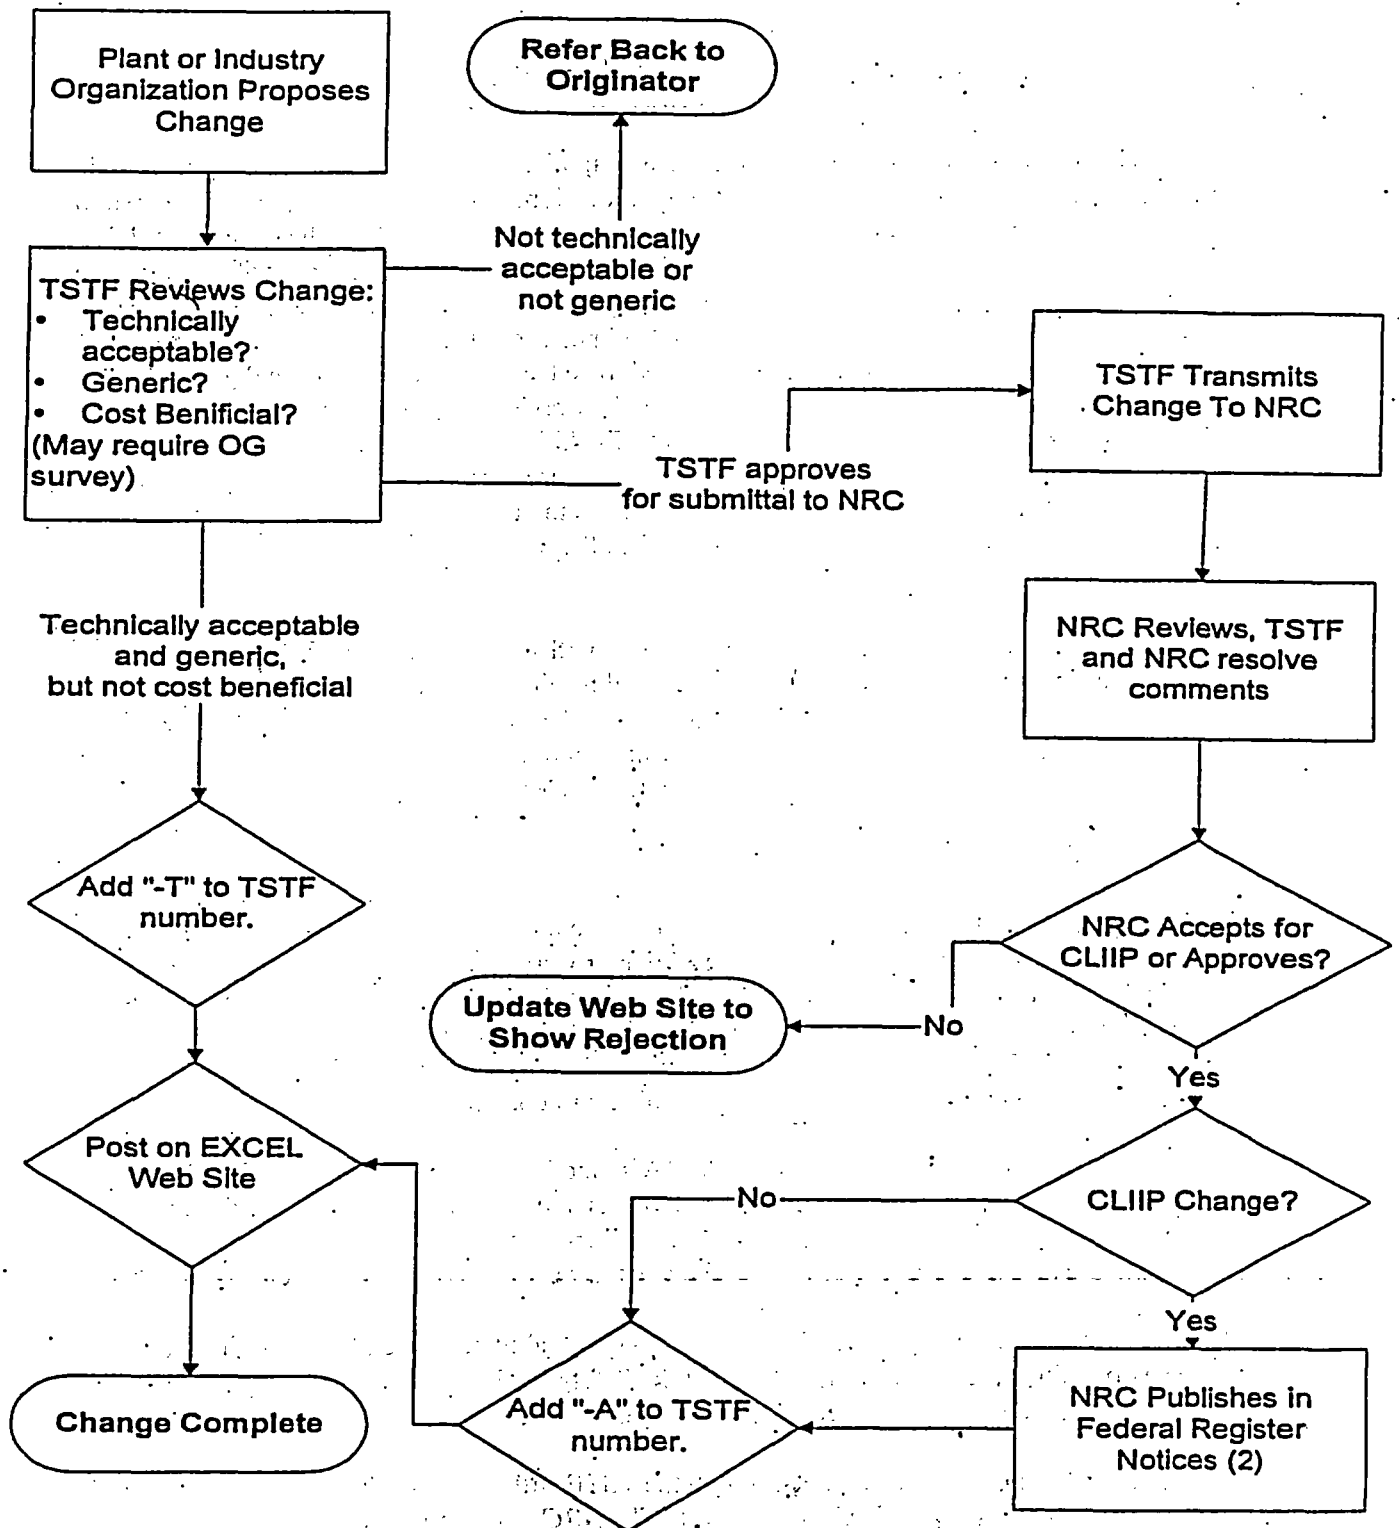 Plant or Industry
Organization Proposes
Change
Refer Back to
Originator
Not technically
acceptable or
not generic
TSTF Reviews Change:
• Technically
acceptable?
• Generic?
• Cost Benificial?
(May require OG
survey)
TSTF approves
for submittal to NRC
TSTF Transmits
Change To NRC
NRC Reviews, TSTF
and NRC resolve
comments
Technically acceptable
and generic,
but not cost beneficial
Add "-T" to TSTF
number.
NRC Accepts for
CLIIP or Approves?
No
Update Web Site to
Show Rejection
Yes
Post on EXCEL
Web Site
CLIIP Change?
No
Yes
Change Complete
Add "-A" to TSTF
number.
NRC Publishes in
Federal Register
Notices (2)